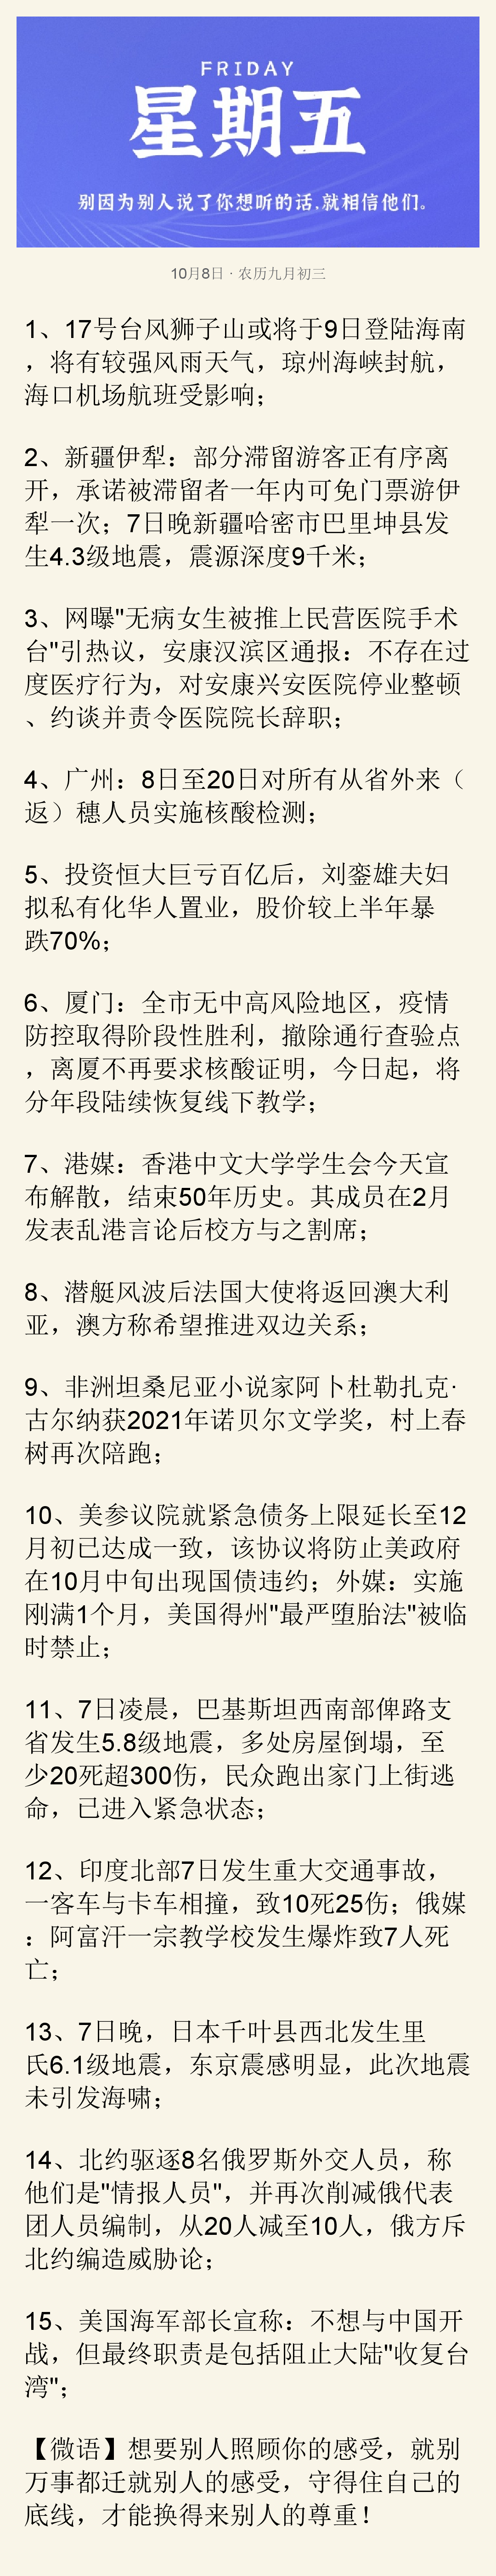 FRIDAY
星期五
别因为别人说了你想听的话,就相信他们。
10月8日 · 农历九月初三
1、17号台风狮子山或将于9日登陆海南
，将有较强风雨天气，琼州海峡封航，
海口机场航班受影响；
2、新疆伊犁：部分滞留游客正有序离
开，承诺被滞留者一年内可免门票游伊
犁一次；7日晚新疆哈密市巴里坤县发
生4.3级地震，震源深度9千米；
3、网曝"无病女生被推上民营医院手术
台"引热议，安康汉滨区通报：不存在过
度医疗行为，对安康兴安医院停业整顿
、约谈并责令医院院长辞职；
4、广州：8日至20日对所有从省外来（
返）穗人员实施核酸检测；
5、投资恒大巨亏百亿后，刘銮雄夫妇
拟私有化华人置业，股价较上半年暴
跌70%；
6、厦门：全市无中高风险地区，疫情
防控取得阶段性胜利，撤除通行查验点
，离厦不再要求核酸证明，今日起，将
分年段陆续恢复线下教学；
7、港媒：香港中文大学学生会今天宣
布解散，结束50年历史。其成员在2月
发表乱港言论后校方与之割席；
8、潜艇风波后法国大使将返回澳大利
亚，澳方称希望推进双边关系；
9、非洲坦桑尼亚小说家阿卜杜勒扎克·
古尔纳获2021年诺贝尔文学奖，村上春
树再次陪跑；
10、美参议院就紧急债务上限延长至12
月初已达成一致，该协议将防止美政府
在10月中旬出现国债违约；外媒：实施
刚满1个月，美国得州"最严堕胎法"被临
时禁止；
11、7日凌晨，巴基斯坦西南部俾路支
省发生5.8级地震，多处房屋倒塌，至
少20死超300伤，民众跑出家门上街逃
命，已进入紧急状态；
12、印度北部7日发生重大交通事故，
一客车与卡车相撞，致10死25伤；俄媒
：阿富汗一宗教学校发生爆炸致7人死
亡；
13、7日晚，日本千叶县西北发生里
氏6.1级地震，东京震感明显，此次地震
未引发海啸；
14、北约驱逐8名俄罗斯外交人员，称
他们是"情报人员"，并再次削减俄代表
团人员编制，从20人减至10人，俄方斥
北约编造威胁论；
15、美国海军部长宣称：不想与中国开
战，但最终职责是包括阻止大陆"收复台
湾"；
【微语】想要别人照顾你的感受，就别
万事都迁就别人的感受，守得住自己的
底线，才能换得来别人的尊重！